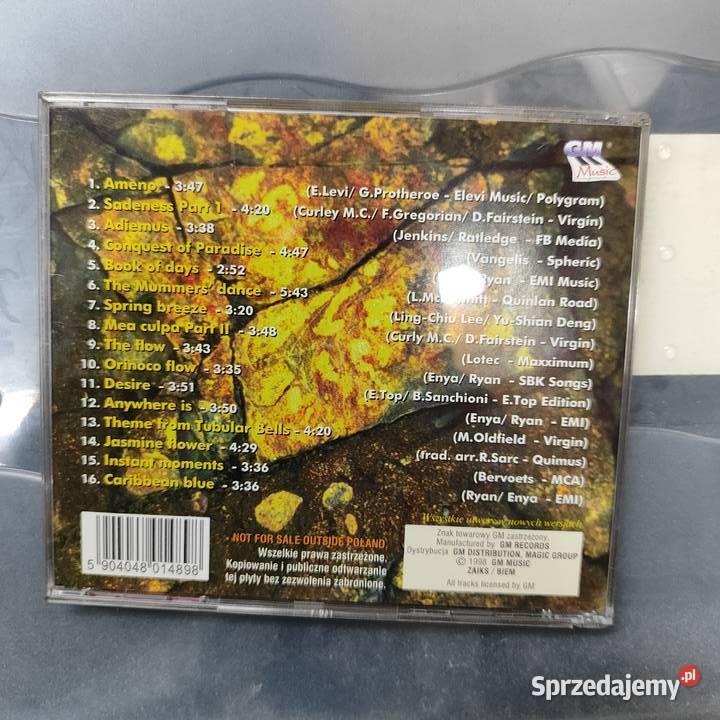 GM
Music
1. Ameno - 3:47 (E.Levi/ G.Protheroe - Elevi Music/ Polygram)
2. Sadeness Part 1 - 4:20 (Curley M.C./ F.Gregorian/ D.Fairstein - Virgin)
3. Adiemus - 3:38 (Jenkins/ Ratledge - FB Media)
4. Conquest of Paradise - 4:47 (Vangelis - Spheric)
5. Book of days - 2:52 Ryan - EMI Music)
6. The Mummers' dance - 5:43 - Quinlan Road)
7. Spring breeze - 3:20 (Ling-Chiu Lee/ Yu-Shian Deng)
8. Mea culpa Part II - 3:48 (Curly M.C./ D.Fairstein - Virgin)
9. The flow - 3:43 (Lotec - Maxximum)
10. Orinoco flow - 3:35 (Enya/ Ryan - SBK Songs)
11. Desire - 3:51 (E.Top/ B.Sanchioni - E.Top Edition)
12. Anywhere is - 3:50 (Enya/ Ryan - EMI)
13. Theme from Tubular Bells - 4:20 (M.Oldfield - Virgin)
14. Jasmine flower - 4:29 (trad. arr.R.Sarc - Quimus)
15. Instant moments - 3:36 (Bervoets - MCA)
16. Caribbean blue - 3:36 (Ryan/ Enya - EMI)
Wszystkie utwory w nowych wersjach
5 904048 014898
NOT FOR SALE OUTSIDE POLAND
Wszelkie prawa zastrzeżone.
Kopiowanie i publiczne odtwarzanie
tej płyty bez zezwolenia zabronione.
Znak towarowy GM zastrzeżony.
Manufactured by GM RECORDS
Dystrybucja GM DISTRIBUTION, MAGIC GROUP
© 1998 GM MUSIC
ZAIKS / BIEM
All tracks licensed by GM
Sprzedajemy.pl